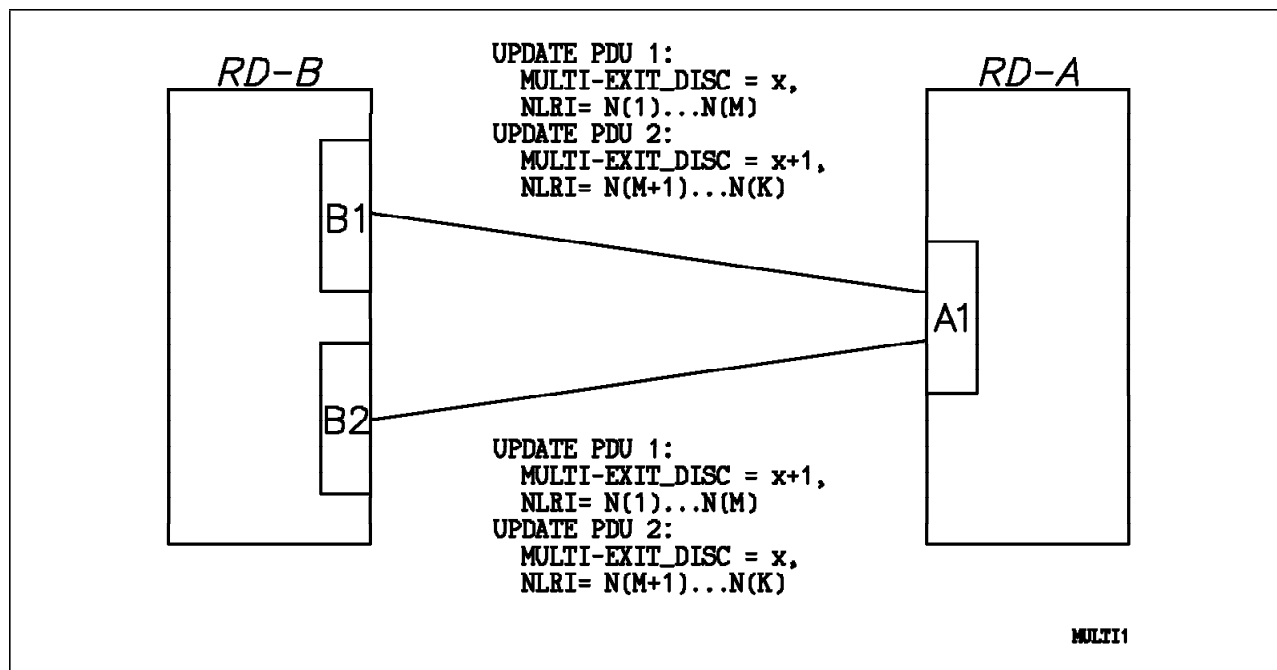 RD-B
RD-A
UPDATE PDU 1:
MULTI-EXIT_DISC = x,
NLRI= N(1)...N(M)
UPDATE PDU 2:
MULTI-EXIT_DISC = x+1,
NLRI= N(M+1)...N(K)
B1
A1
B2
UPDATE PDU 1:
MULTI-EXIT_DISC = x+1,
NLRI= N(1)...N(M)
UPDATE PDU 2:
MULTI-EXIT_DISC = x,
NLRI= N(M+1)...N(K)
MULTI1